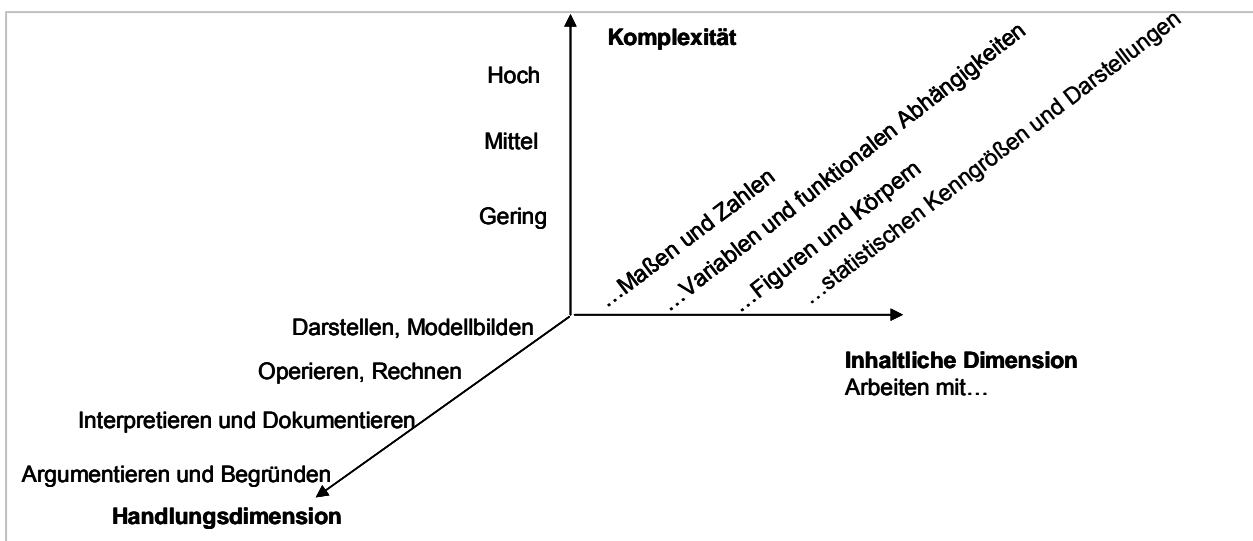 Komplexität
Hoch
Mittel
Gering
…Maßen und Zahlen
…Variablen und funktionalen Abhängigkeiten
…Figuren und Körpern
…statistischen Kenngrößen und Darstellungen
Darstellen, Modellbilden
Operieren, Rechnen
Interpretieren und Dokumentieren
Argumentieren und Begründen
Handlungsdimension
Inhaltliche Dimension
Arbeiten mit…